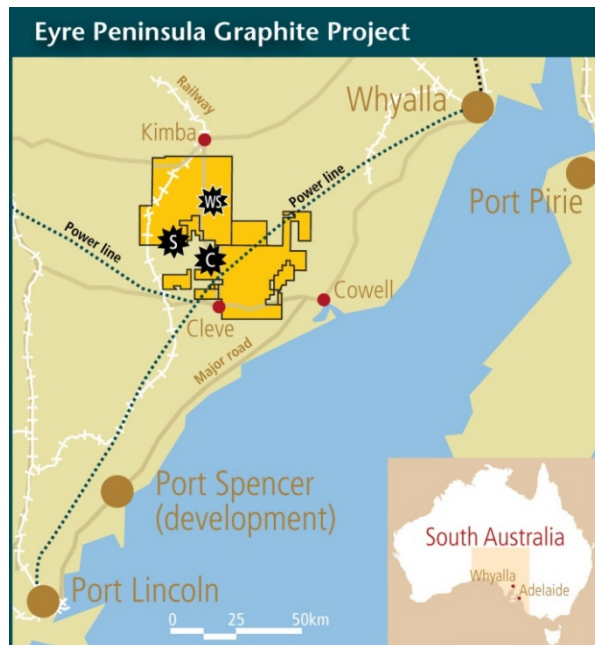 Eyre Peninsula Graphite Project
Railway
Kimba
Whyalla
WS
Power line
Port Pirie
Power line
S
C
Cowell
Cleve
Major road
Port Spencer
(development)
Port Lincoln
0 25 50km
South Australia
Whyalla
Adelaide